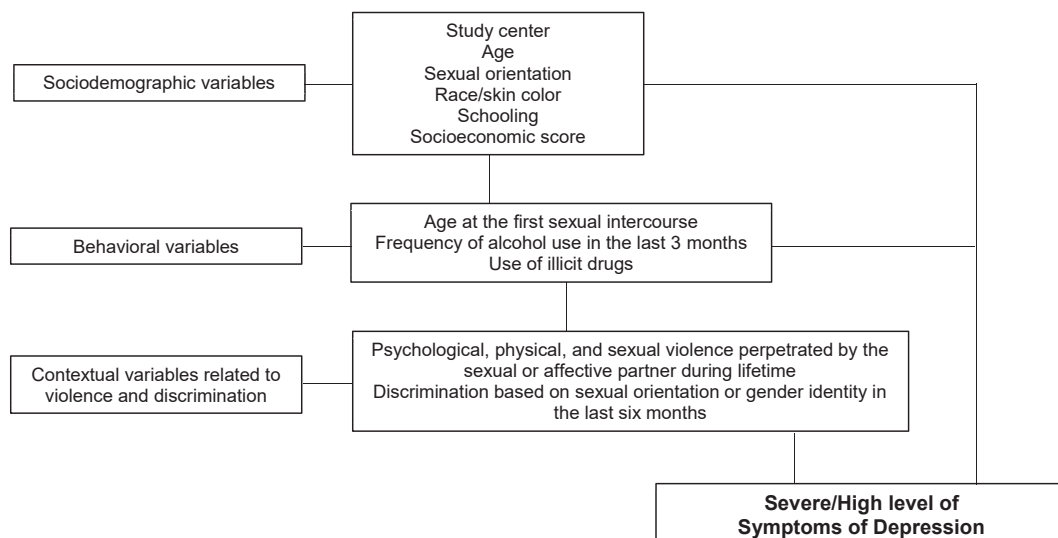 Study center
Age
Sexual orientation
Race/skin color
Schooling
Socioeconomic score
Sociodemographic variables
Age at the first sexual intercourse
Frequency of alcohol use in the last 3 months
Use of illicit drugs
Behavioral variables
Psychological, physical, and sexual violence perpetrated by the
sexual or affective partner during lifetime
Discrimination based on sexual orientation or gender identity in
the last six months
Contextual variables related to
violence and discrimination
Severe/High level of
Symptoms of Depression